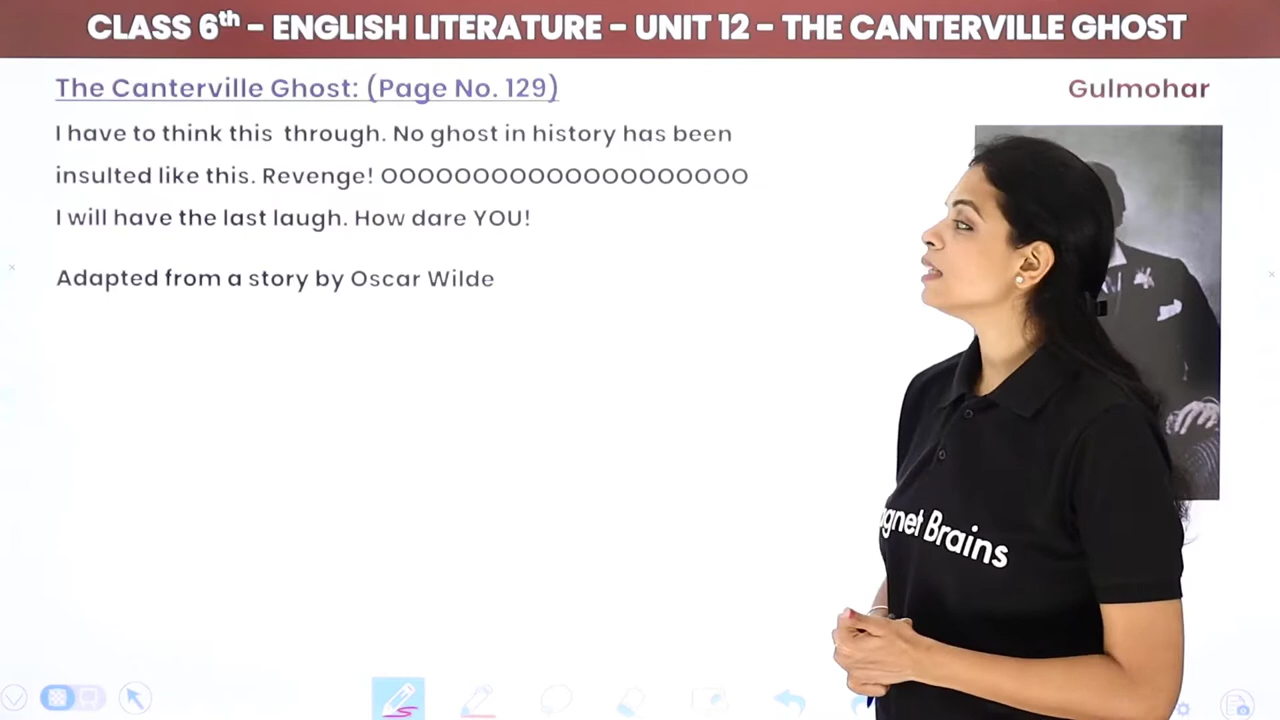 CLASS 6th - ENGLISH LITERATURE - UNIT 12 - THE CANTERVILLE GHOST
The Canterville Ghost: (Page No. 129)
Gulmohar
I have to think this through. No ghost in history has been
insulted like this. Revenge! OOOOOOOOOOOOOOOOOOOO
I will have the last laugh. How dare YOU!
Adapted from a story by Oscar Wilde
Brains